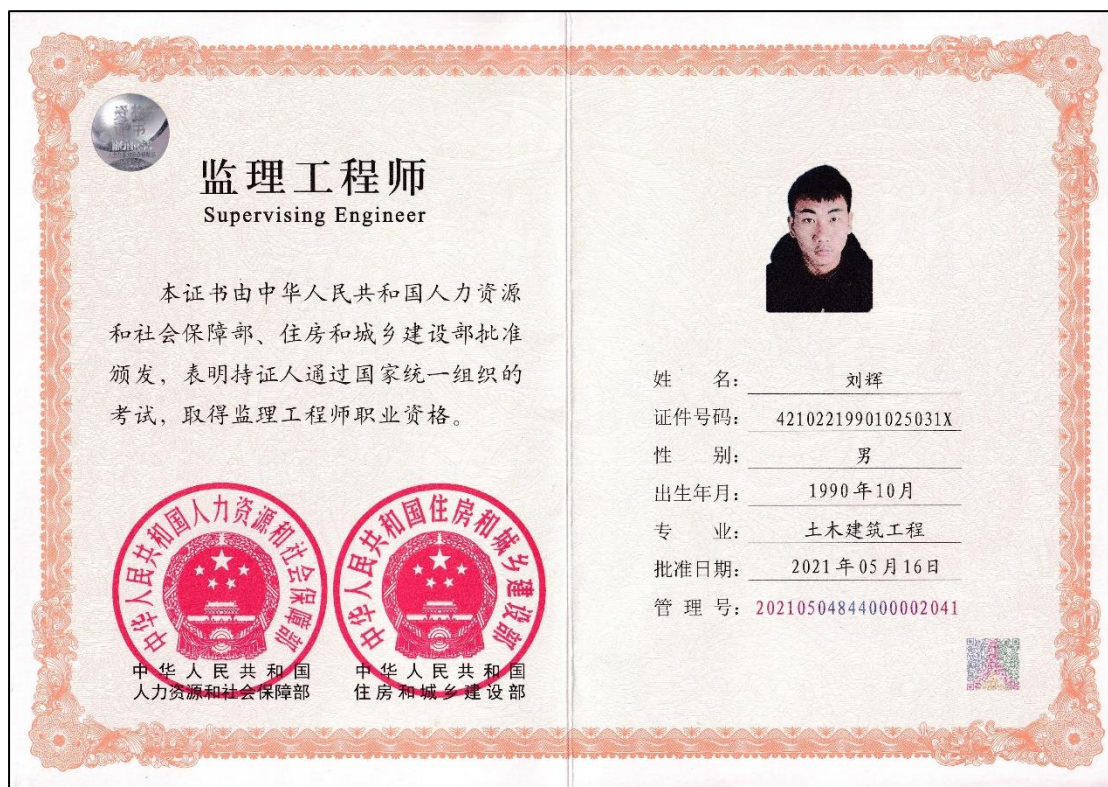 监理工程师
Supervising Engineer
本证书由中华人民共和国人力资源
和社会保障部、住房和城乡建设部批准
颁发，表明持证人通过国家统一组织的
考试，取得监理工程师职业资格。
中华人民共和国人力资源和社会保障部
中华人民共和国住房和城乡建设部
中华人民共和国
人力资源和社会保障部
中华人民共和国
住房和城乡建设部
姓名：刘辉
证件号码：42102219901025031X
性别：男
出生年月：1990年10月
专业：土木建筑工程
批准日期：2021年05月16日
管理号：20210504844000002041